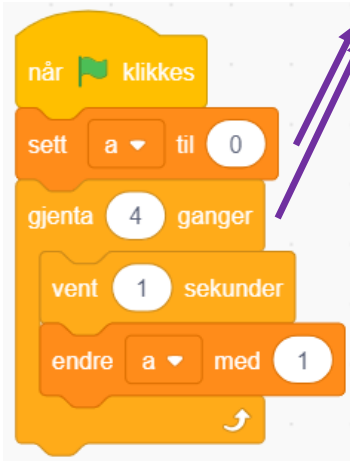 når klikkes
sett a til 0
gjenta 4 ganger
vent 1 sekunder
endre a med 1